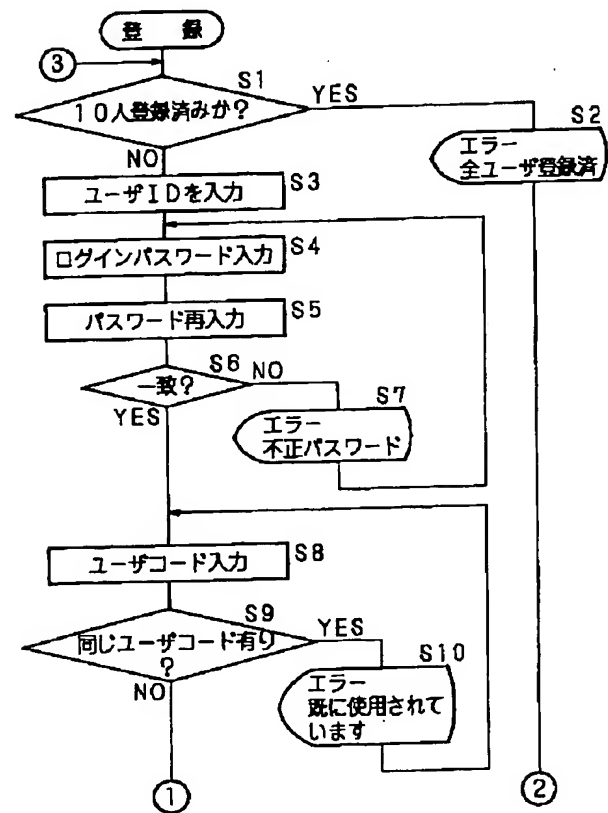 登 録
③
S1
10人登録済みか?
YES
NO
S2
エラー
全ユーザ登録済
ユーザIDを入力
S3
ログインパスワード入力
S4
パスワード再入力
S5
S6
一致?
NO
YES
S7
エラー
不正パスワード
ユーザコード入力
S8
S9
同じユーザコード有り
?
YES
NO
S10
エラー
既に使用されて
います
①
②